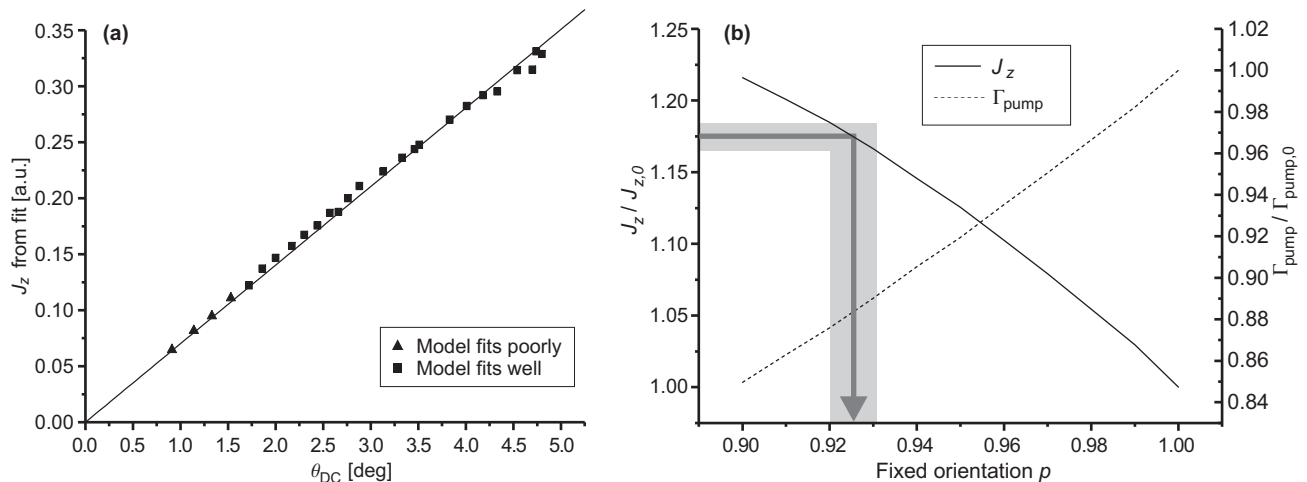 (a)
0.35
0.30
0.25
0.20
0.15
0.10
0.05
0.00
J_z from fit [a.u.]
▲ Model fits poorly
■ Model fits well
0.0 0.5 1.0 1.5 2.0 2.5 3.0 3.5 4.0 4.5 5.0
θ_DC [deg]
(b)
1.25
1.20
1.15
1.10
1.05
1.00
J_z / J_z,0
J_z
Γ_pump
1.02
1.00
0.98
0.96
0.94
0.92
0.90
0.88
0.86
0.84
Γ_pump / Γ_pump,0
0.90 0.92 0.94 0.96 0.98 1.00
Fixed orientation p